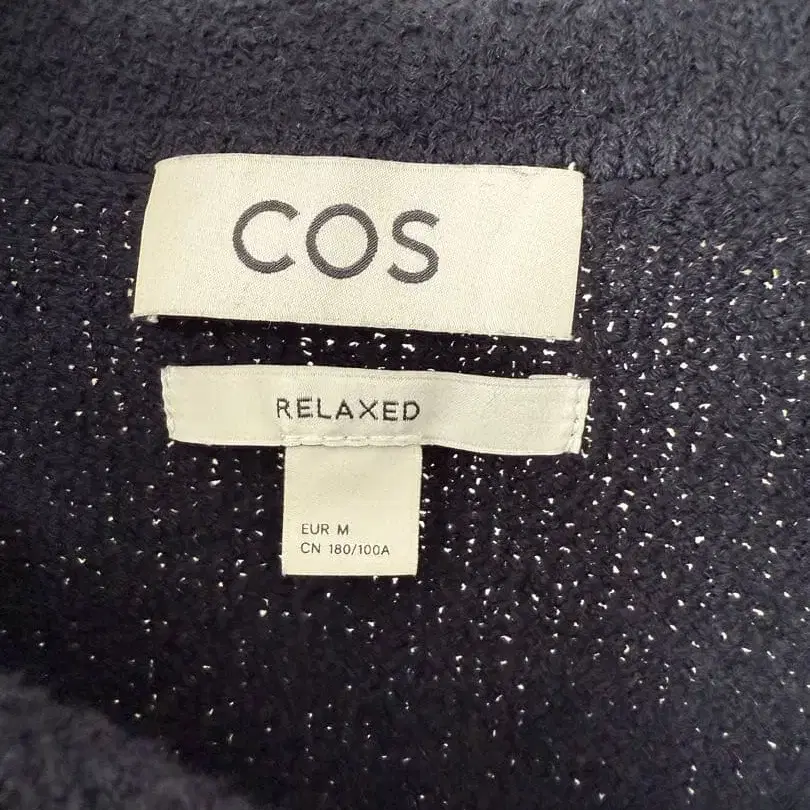 COS
RELAXED
EUR M
CN 180/100A